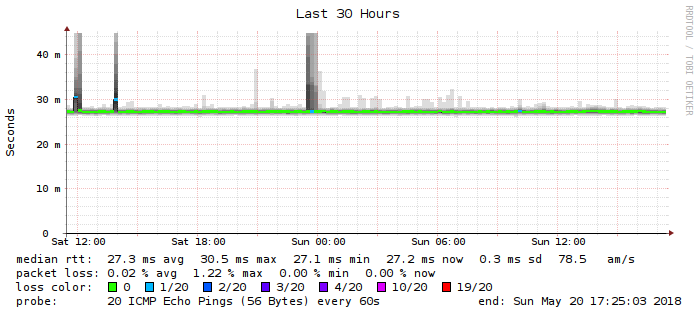 Last 30 Hours
RRDTOOL / TOBI OETIKER
Seconds
40 m
30 m
20 m
10 m
0
Sat 12:00 Sat 18:00 Sun 00:00 Sun 06:00 Sun 12:00
median rtt: 27.3 ms avg 30.5 ms max 27.1 ms min 27.2 ms now 0.3 ms sd 78.5 am/s
packet loss: 0.02 % avg 1.22 % max 0.00 % min 0.00 % now
loss color: 0 1/20 2/20 3/20 4/20 10/20 19/20
probe: 20 ICMP Echo Pings (56 Bytes) every 60s end: Sun May 20 17:25:03 2018